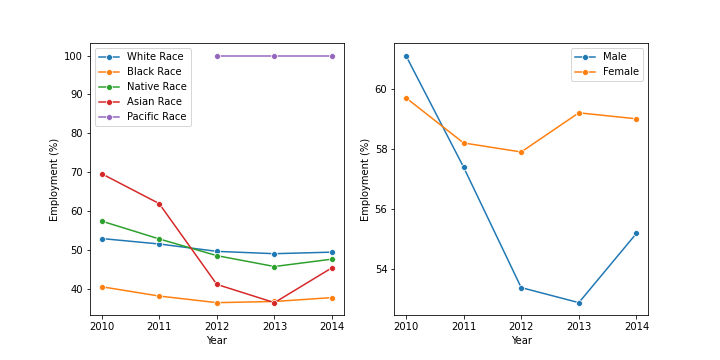 White Race
Black Race
Native Race
Asian Race
Pacific Race
100
90
80
70
60
50
40
Employment (%)
2010 2011 2012 2013 2014
Year
Male
Female
60
58
56
54
Employment (%)
2010 2011 2012 2013 2014
Year